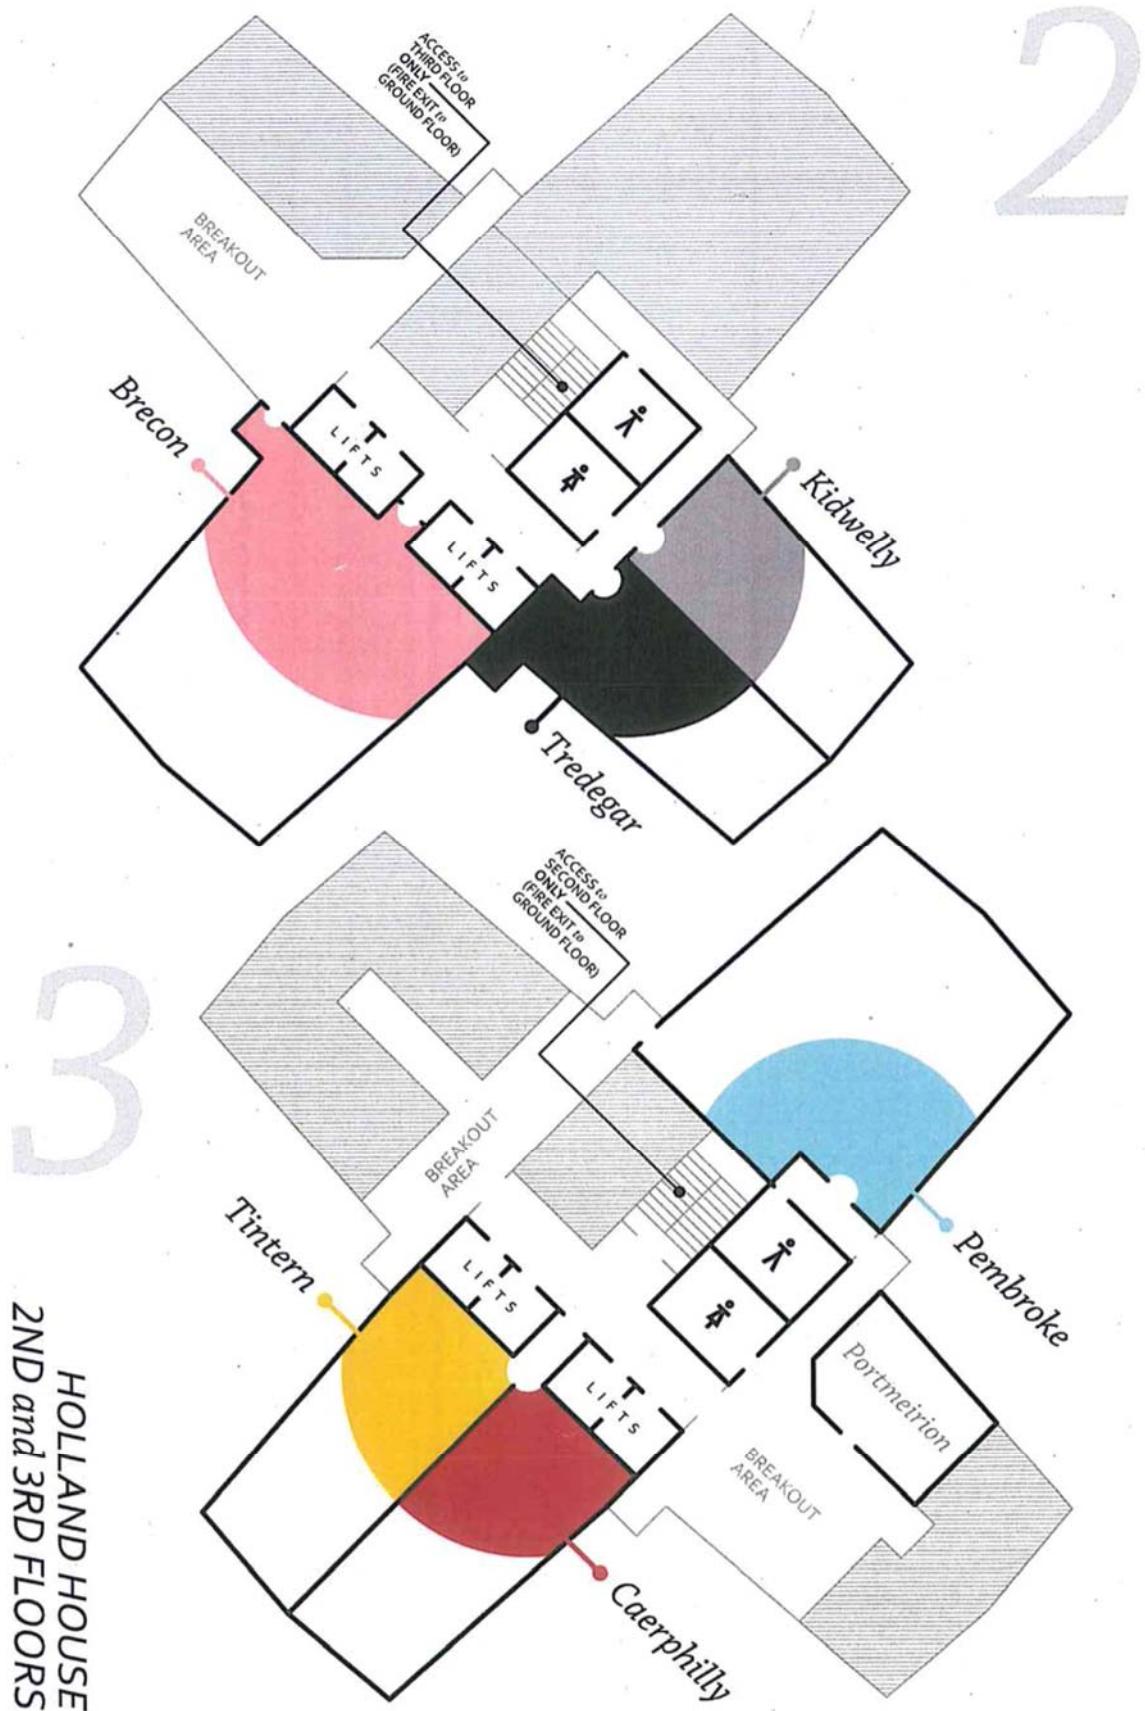 2
ACCESS to
THIRD FLOOR
ONLY
(FIRE EXIT to
GROUND FLOOR)
BREAKOUT
AREA
Brecon
LIFTS
LIFTS
Kidwelly
Tredegar
3
ACCESS to
SECOND FLOOR
ONLY
(FIRE EXIT to
GROUND FLOOR)
BREAKOUT
AREA
Tintern
LIFTS
LIFTS
Pembroke
Portmeirion
BREAKOUT
AREA
Caerphilly
HOLLAND HOUSE
2ND and 3RD FLOORS